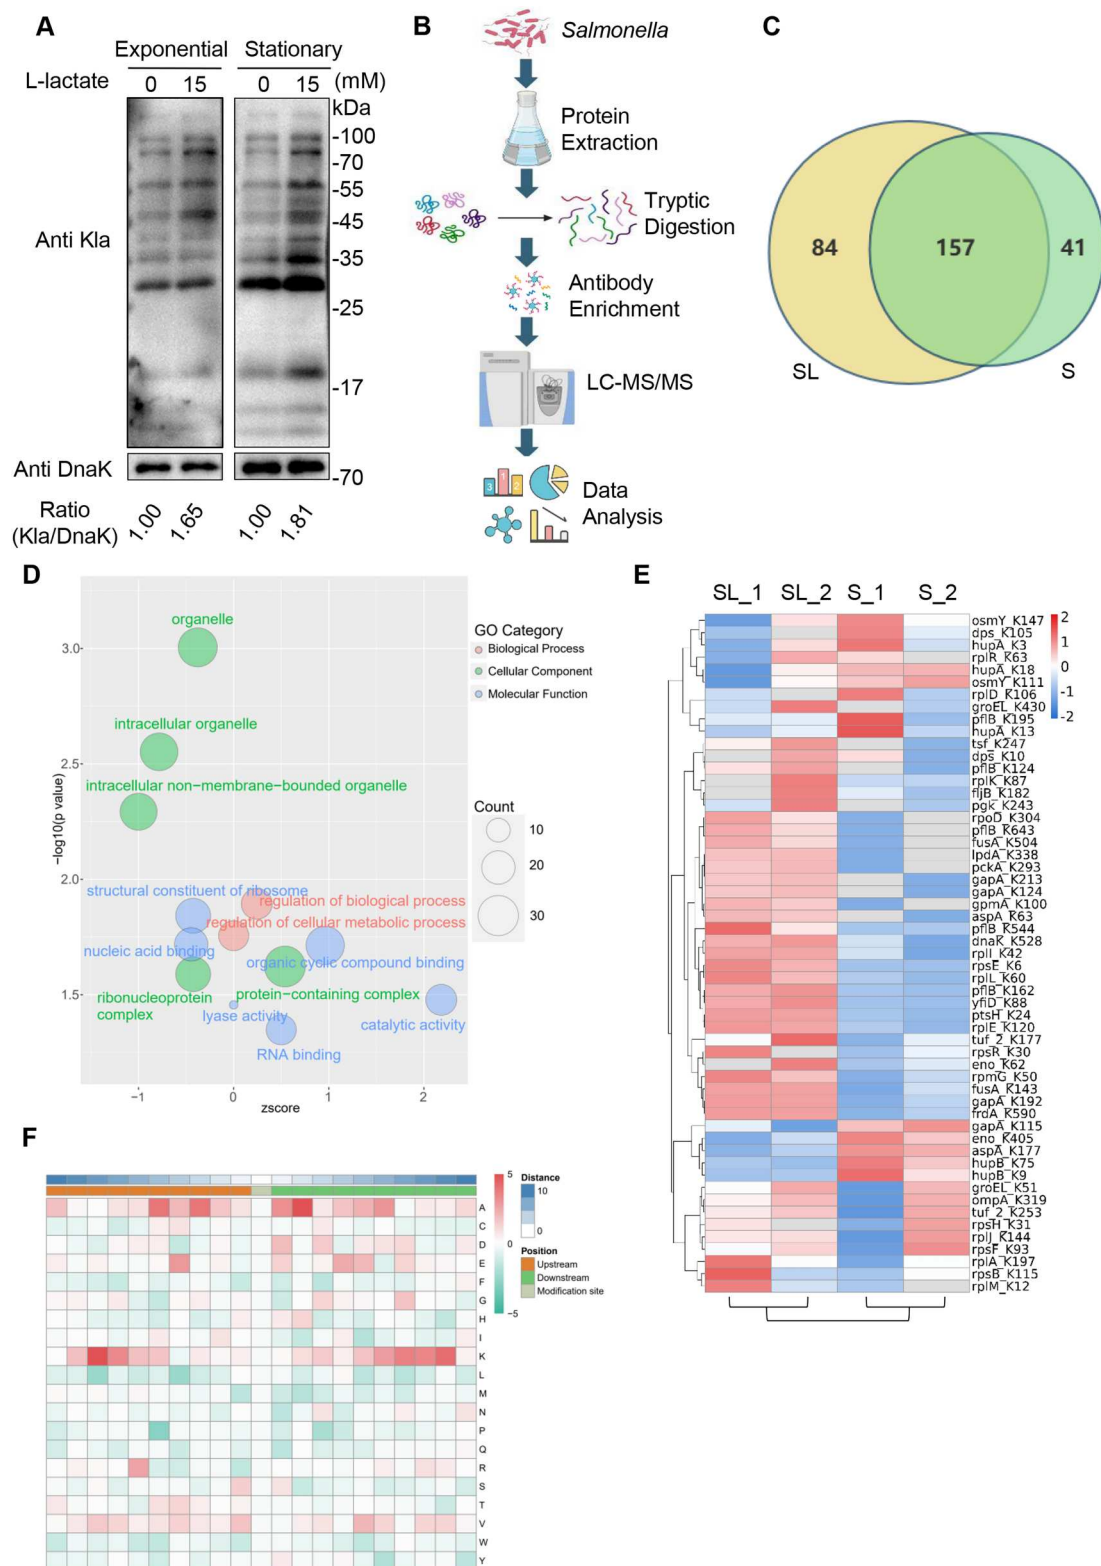 A
Exponential Stationary
L-lactate 0 15 0 15 (mM)
kDa
-100
-70
-55
-45
Anti Kla
-35
-25
-17
Anti DnaK
-70
Ratio
(Kla/DnaK)
1.00 1.65 1.00 1.81
B
Salmonella
Protein
Extraction
Tryptic
Digestion
Antibody
Enrichment
LC-MS/MS
3 1 2
Data
Analysis
C
84 157 41
SL S
D
organelle
intracellular organelle
intracellular non−membrane−bounded organelle
structural constituent of ribosome
regulation of biological process
regulation of cellular metabolic process
nucleic acid binding
organic cyclic compound binding
ribonucleoprotein
complex
protein-containing complex
lyase activity
catalytic activity
RNA binding
−log10(p value)
3.0
2.5
2.0
1.5
−1 0 1 2
zscore
GO Category
Biological Process
Cellular Component
Molecular Function
Count
10
20
30
E
SL_1 SL_2 S_1 S_2
2
1
0
-1
-2
osmY_K147
dps_K105
hupA_K3
rplR_K63
hupA_K18
osmY_K111
rplD_K106
groEL_K430
pflB_K195
hupA_K13
tsf_K247
dps_K10
pflB_K124
rplK_K87
fljB_K182
pgk_K243
rpoD_K304
pflB_K643
fusA_K504
lpdA_K338
pckA_K293
gapA_K213
gapA_K124
gpmA_K100
aspA_K63
pflB_K544
dnaK_K528
rplI_K42
rpsE_K6
rplL_K60
pflB_K162
yfiD_K88
ptsH_K24
rplE_K120
tuf_2_K177
rpsR_K30
eno_K62
rpmG_K50
fusA_K143
gapA_K192
frdA_K590
gapA_K115
eno_K405
aspA_K177
hupB_K75
hupB_K9
groEL_K51
ompA_K319
tuf_2_K253
rpsH_K31
rplJ_K144
rpsF_K93
rplA_K197
rpsB_K115
rplM_K12
F
A
C
D
E
F
G
H
I
K
L
M
N
P
Q
R
S
T
V
W
Y
5
0
−5
Distance
10
0
Position
Upstream
Downstream
Modification site